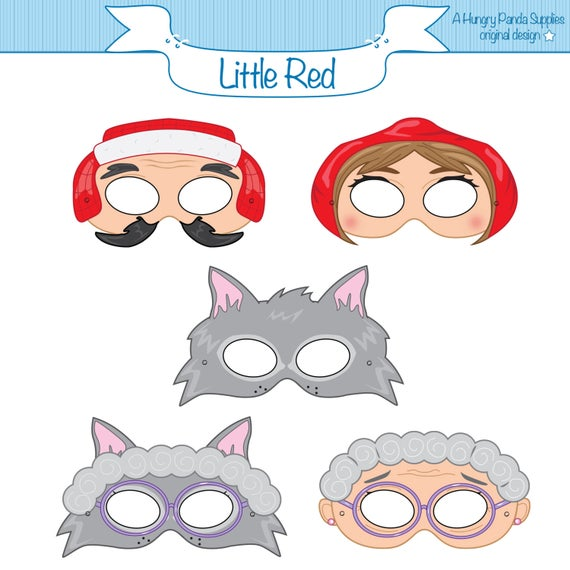 A Hungry Panda Supplies
original design
Little Red